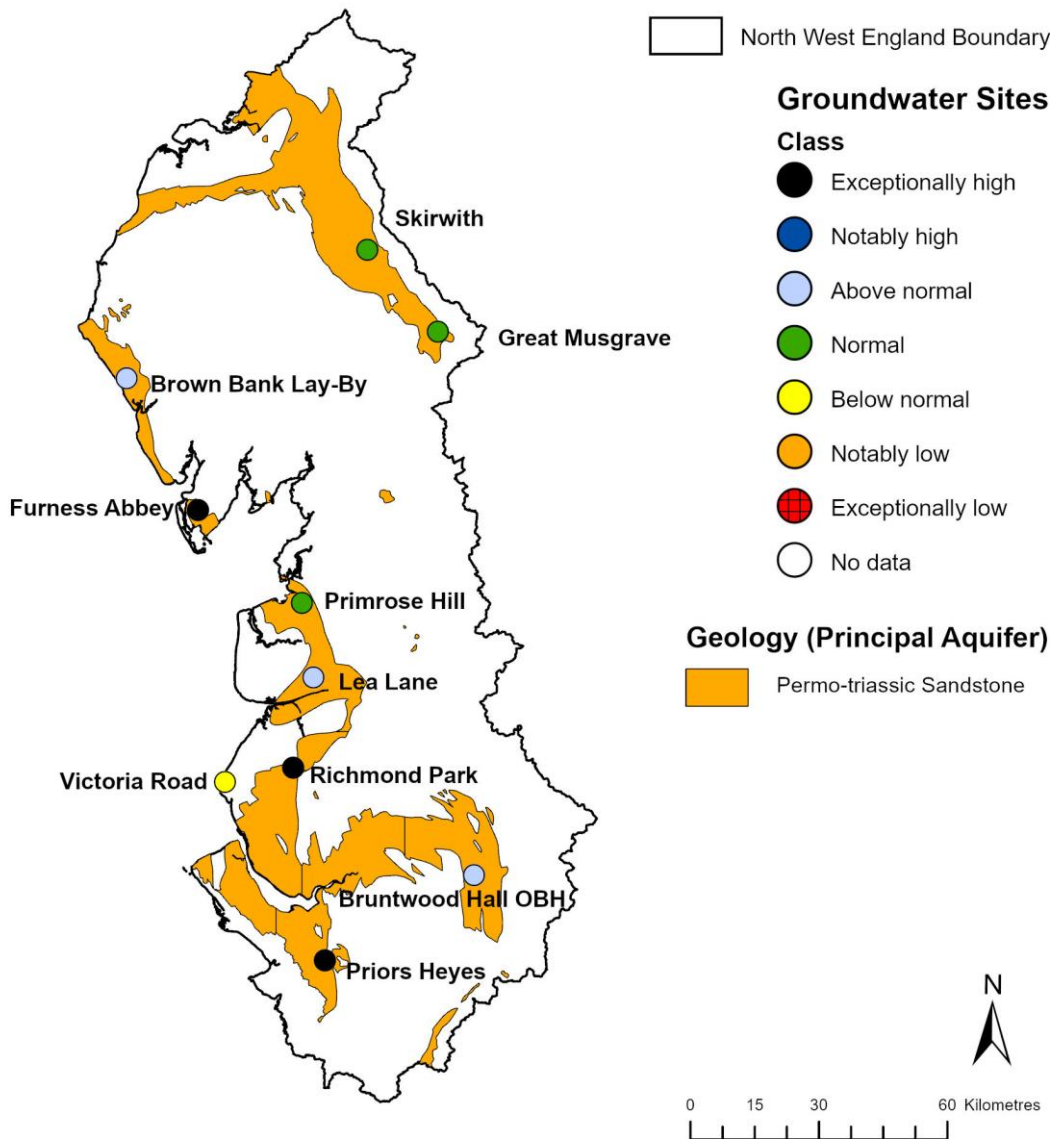 North West England Boundary
Groundwater Sites
Class
Exceptionally high
Notably high
Above normal
Normal
Below normal
Notably low
Exceptionally low
No data
Geology (Principal Aquifer)
Permo-triassic Sandstone
Skirwith
Great Musgrave
Brown Bank Lay-By
Furness Abbey
Primrose Hill
Lea Lane
Richmond Park
Victoria Road
Bruntwood Hall OBH
Priors Heyes
N
0 15 30 60 Kilometres